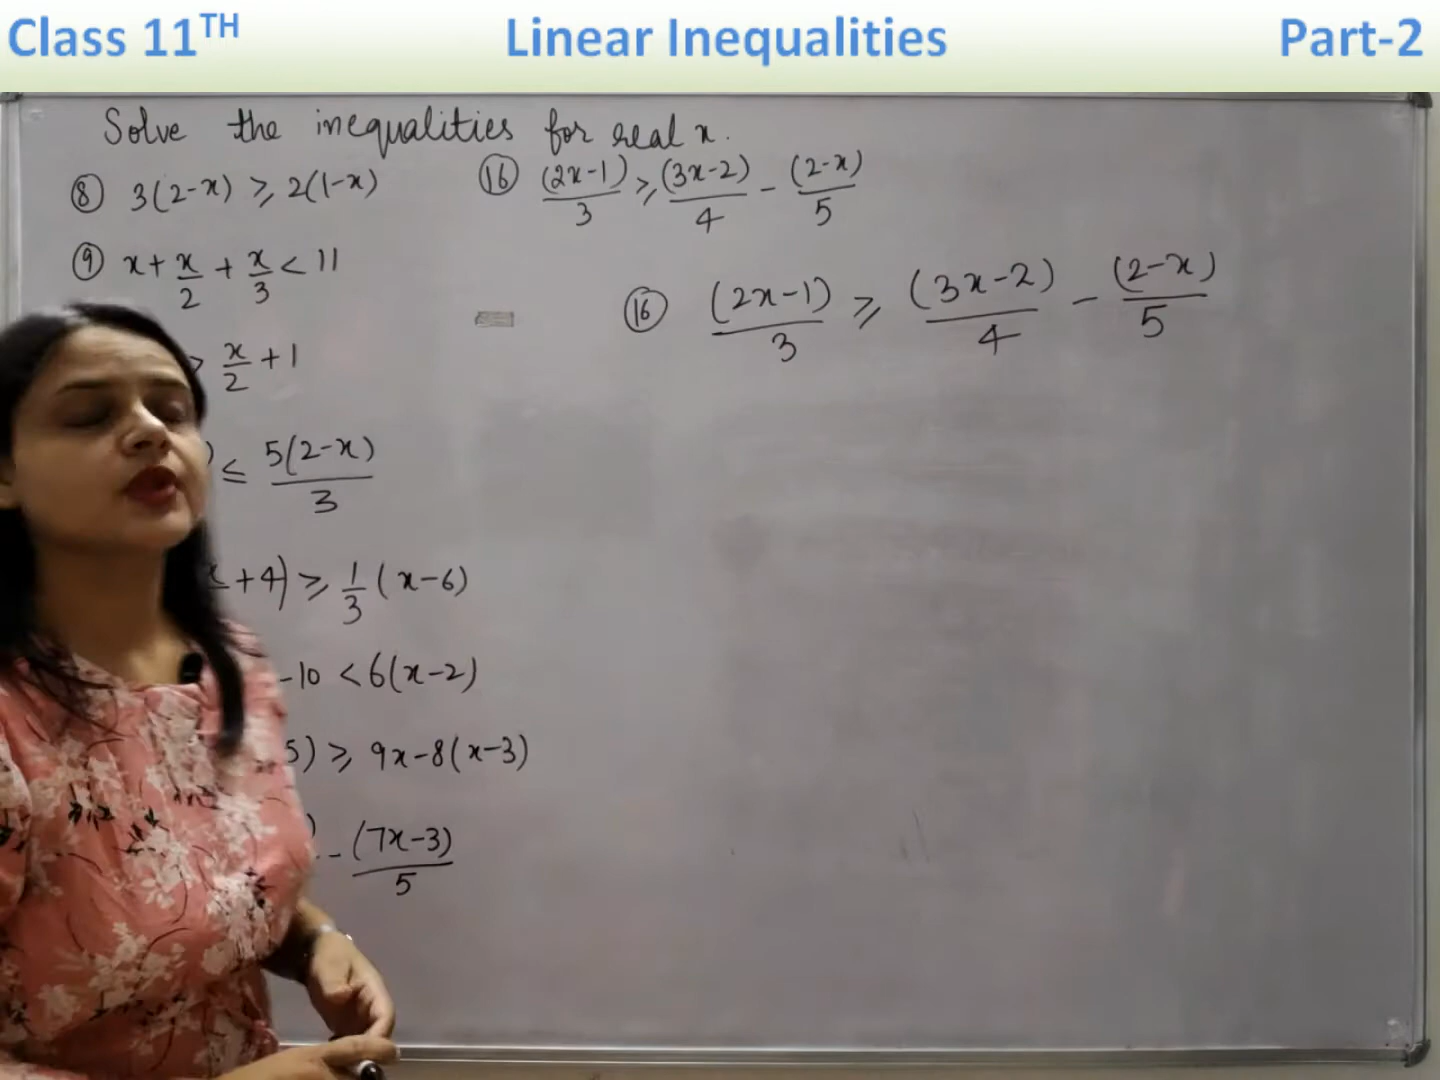 Class 11TH Linear Inequalities Part-2
Solve the inequalities for real x.
⑧ 3(2-x) ≥ 2(1-x)
⑯ (2x-1)/3 ≥ (3x-2)/4 - (2-x)/5
⑨ x + x/2 + x/3 < 11
⑯ (2x-1)/3 ≥ (3x-2)/4 - (2-x)/5
> x/2 + 1
) ≤ 5(2-x)/3
+4) ≥ 1/3 (x-6)
-10 < 6(x-2)
5) ≥ 9x-8(x-3)
) - (7x-3)/5